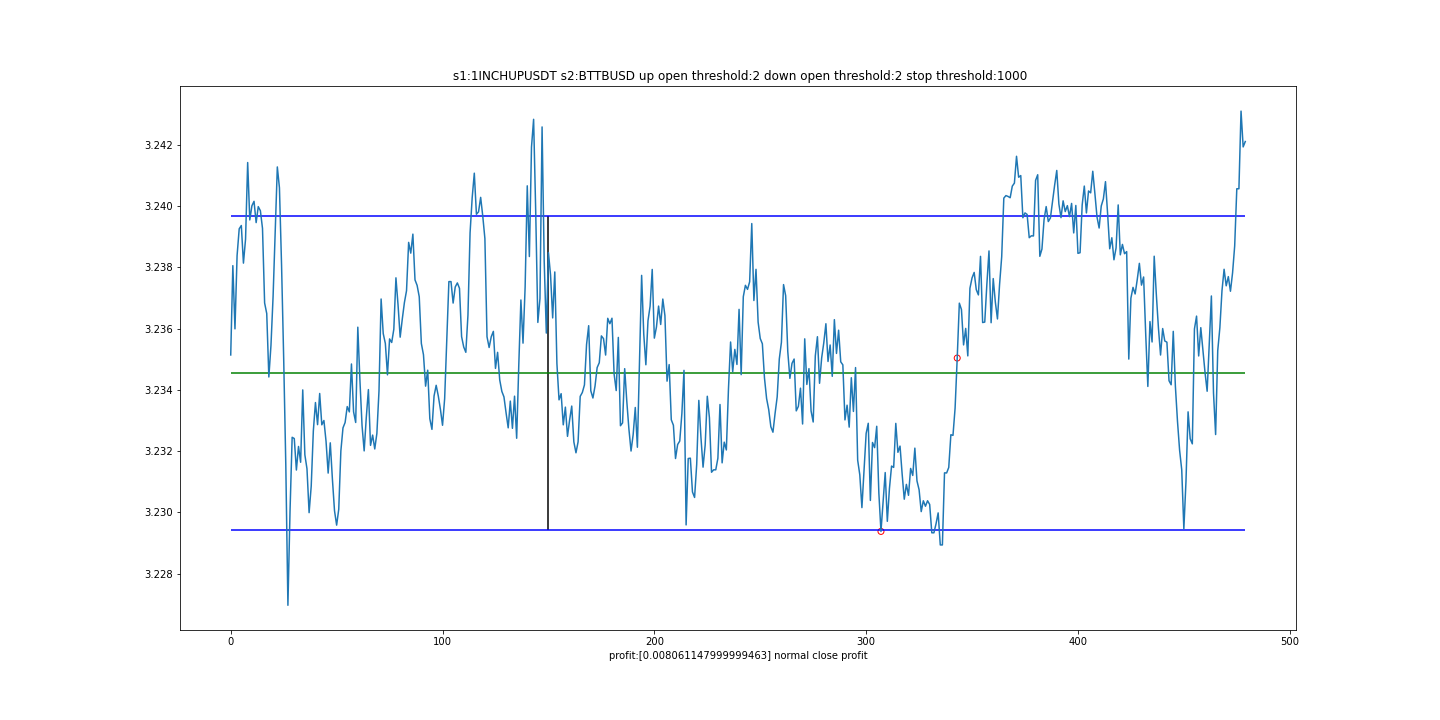 s1:1INCHUPUSDT s2:BTTBUSD up open threshold:2 down open threshold:2 stop threshold:1000
3.242
3.240
3.238
3.236
3.234
3.232
3.230
3.228
0 100 200 300 400 500
profit:[0.008061147999999463] normal close profit